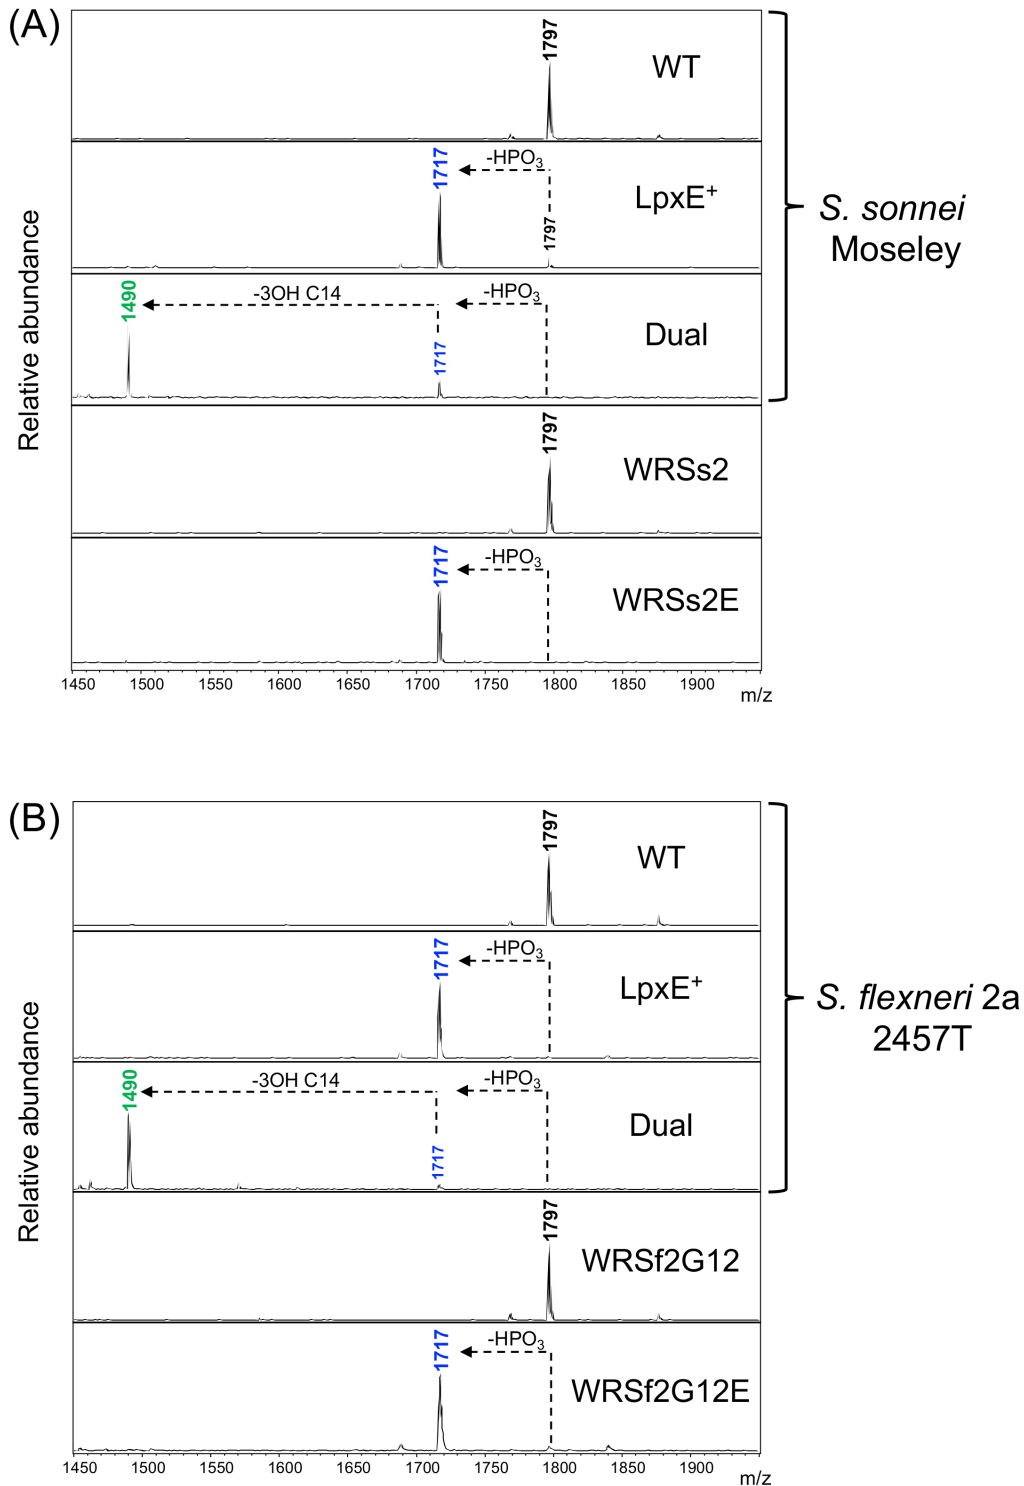 (A)
1797
WT
1717
-HPO3
1797
LpxE+
1490
-3OH C14
-HPO3
1717
Dual
1797
WRSs2
1717
-HPO3
WRSs2E
S. sonnei
Moseley
Relative abundance
1450 1500 1550 1600 1650 1700 1750 1800 1850 1900
m/z
(B)
1797
WT
1717
-HPO3
LpxE+
1490
-3OH C14
-HPO3
1717
Dual
1797
WRSf2G12
1717
-HPO3
WRSf2G12E
S. flexneri 2a
2457T
Relative abundance
1450 1500 1550 1600 1650 1700 1750 1800 1850 1900
m/z